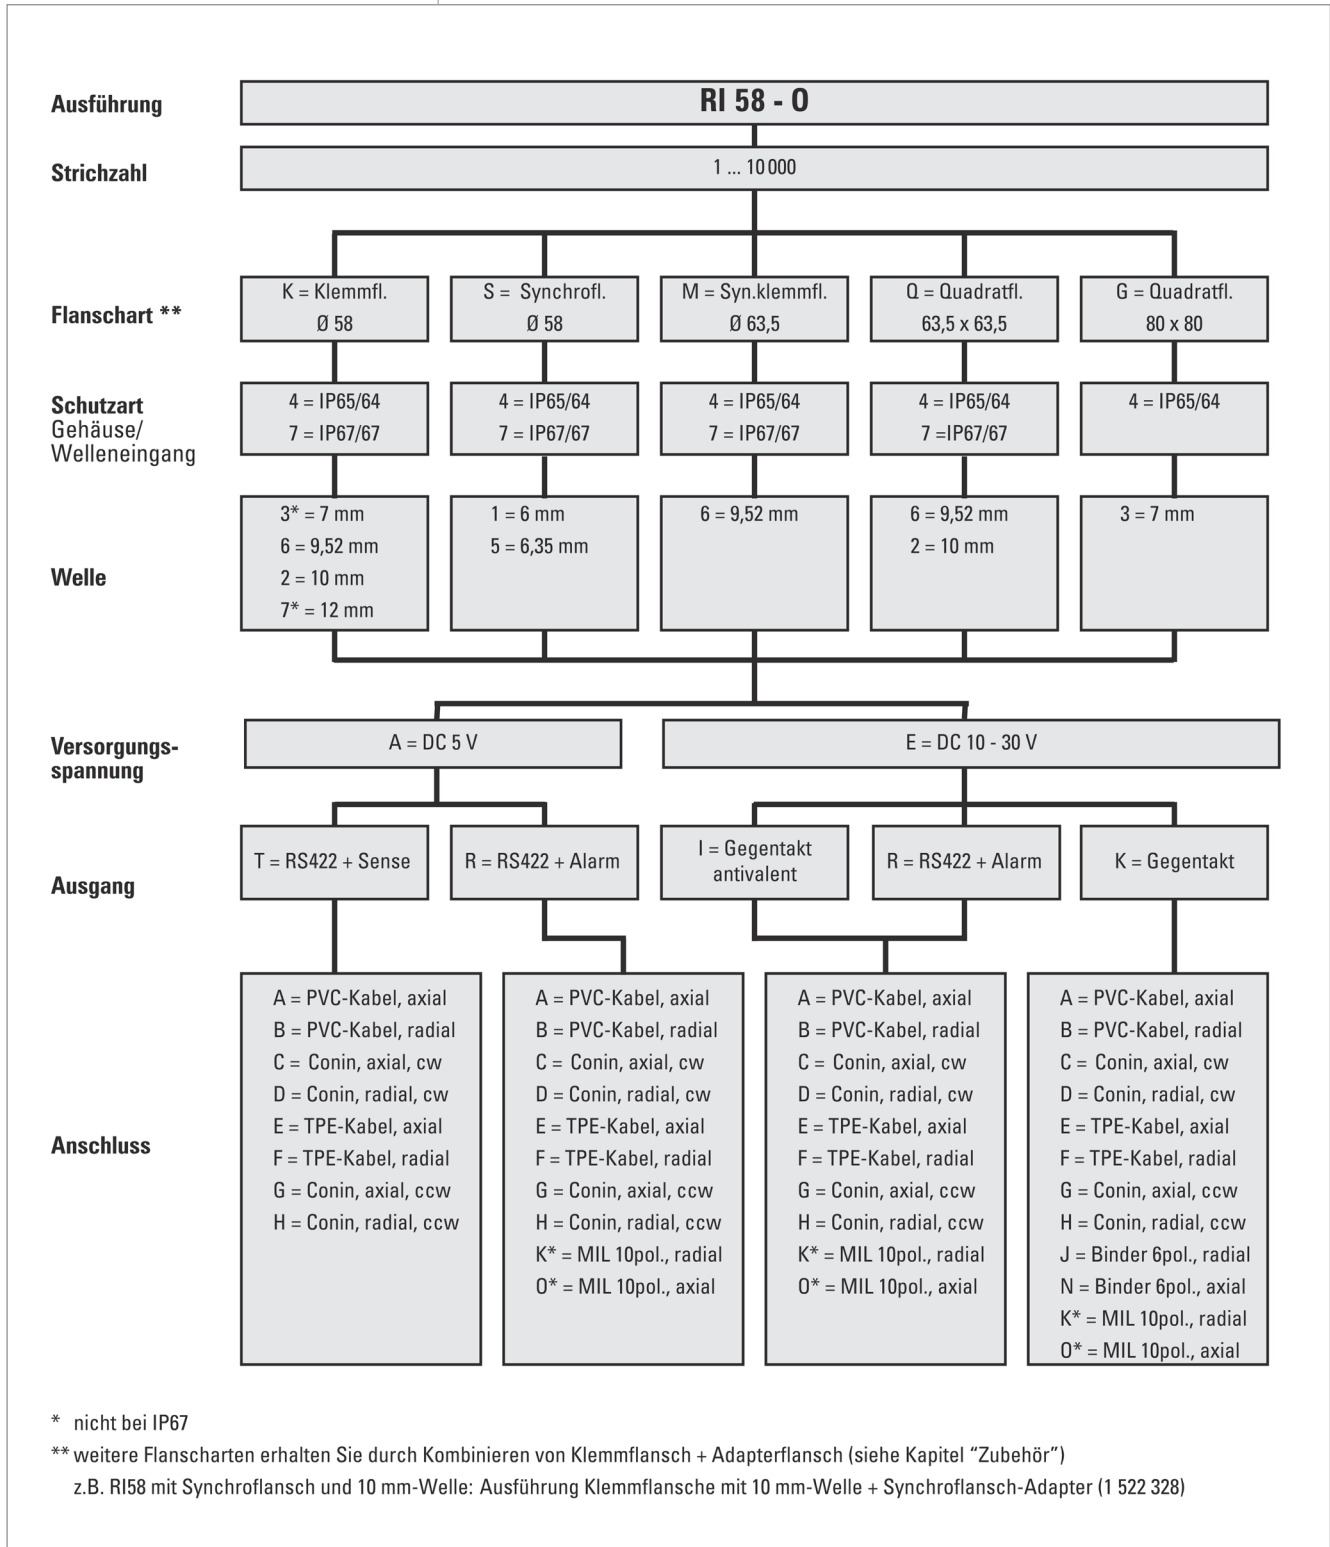 Ausführung
RI 58 - O
Strichzahl
1 ... 10 000
Flanschart **
K = Klemmfl.
Ø 58
S = Synchrofl.
Ø 58
M = Syn.klemmfl.
Ø 63,5
Q = Quadratfl.
63,5 x 63,5
G = Quadratfl.
80 x 80
Schutzart
Gehäuse/
Welleneingang
4 = IP65/64
7 = IP67/67
4 = IP65/64
7 = IP67/67
4 = IP65/64
7 = IP67/67
4 = IP65/64
7 =IP67/67
4 = IP65/64
Welle
3* = 7 mm
6 = 9,52 mm
2 = 10 mm
7* = 12 mm
1 = 6 mm
5 = 6,35 mm
6 = 9,52 mm
6 = 9,52 mm
2 = 10 mm
3 = 7 mm
Versorgungs-
spannung
A = DC 5 V
E = DC 10 - 30 V
Ausgang
T = RS422 + Sense
R = RS422 + Alarm
I = Gegentakt
antivalent
R = RS422 + Alarm
K = Gegentakt
Anschluss
A = PVC-Kabel, axial
B = PVC-Kabel, radial
C = Conin, axial, cw
D = Conin, radial, cw
E = TPE-Kabel, axial
F = TPE-Kabel, radial
G = Conin, axial, ccw
H = Conin, radial, ccw
A = PVC-Kabel, axial
B = PVC-Kabel, radial
C = Conin, axial, cw
D = Conin, radial, cw
E = TPE-Kabel, axial
F = TPE-Kabel, radial
G = Conin, axial, ccw
H = Conin, radial, ccw
K* = MIL 10pol., radial
O* = MIL 10pol., axial
A = PVC-Kabel, axial
B = PVC-Kabel, radial
C = Conin, axial, cw
D = Conin, radial, cw
E = TPE-Kabel, axial
F = TPE-Kabel, radial
G = Conin, axial, ccw
H = Conin, radial, ccw
K* = MIL 10pol., radial
O* = MIL 10pol., axial
A = PVC-Kabel, axial
B = PVC-Kabel, radial
C = Conin, axial, cw
D = Conin, radial, cw
E = TPE-Kabel, axial
F = TPE-Kabel, radial
G = Conin, axial, ccw
H = Conin, radial, ccw
J = Binder 6pol., radial
N = Binder 6pol., axial
K* = MIL 10pol., radial
O* = MIL 10pol., axial
* nicht bei IP67
** weitere Flanscharten erhalten Sie durch Kombinieren von Klemmflansch + Adapterflansch (siehe Kapitel “Zubehör”)
z.B. RI58 mit Synchroflansch und 10 mm-Welle: Ausführung Klemmflansche mit 10 mm-Welle + Synchroflansch-Adapter (1 522 328)